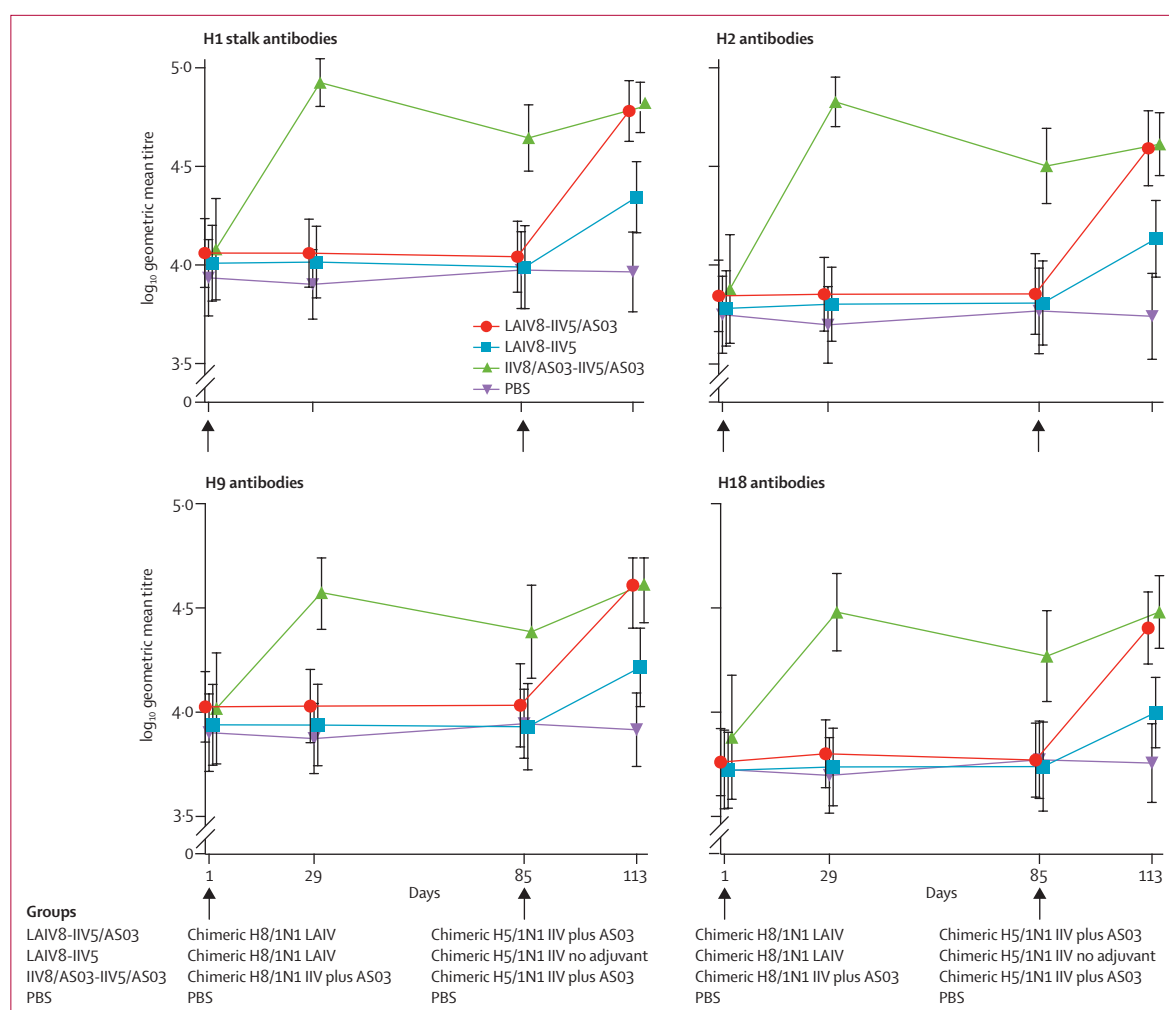 H1 stalk antibodies
H2 antibodies
log₁₀ geometric mean titre
5·0
4·5
4·0
3·5
0
LAIV8-IIV5/AS03
LAIV8-IIV5
IIV8/AS03-IIV5/AS03
PBS
H9 antibodies
H18 antibodies
log₁₀ geometric mean titre
5·0
4·5
4·0
3·5
0
1 29 85 113
Days
1 29 85 113
Days
Groups
LAIV8-IIV5/AS03 Chimeric H8/1N1 LAIV Chimeric H5/1N1 IIV plus AS03 Chimeric H8/1N1 LAIV Chimeric H5/1N1 IIV plus AS03
LAIV8-IIV5 Chimeric H8/1N1 LAIV Chimeric H5/1N1 IIV no adjuvant Chimeric H8/1N1 LAIV Chimeric H5/1N1 IIV no adjuvant
IIV8/AS03-IIV5/AS03 Chimeric H8/1N1 IIV plus AS03 Chimeric H5/1N1 IIV plus AS03 Chimeric H8/1N1 IIV plus AS03 Chimeric H5/1N1 IIV plus AS03
PBS PBS PBS PBS PBS